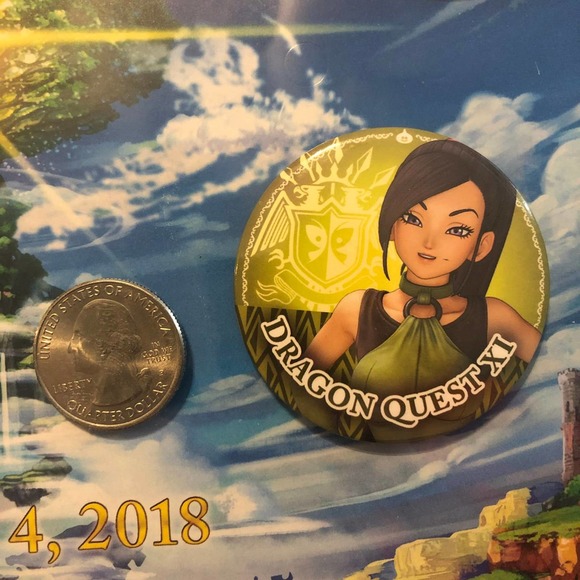 UNITED STATES OF AMERICA
LIBERTY
IN
GOD WE
TRUST
QUARTER DOLLAR
DRAGON QUEST XI
4, 2018